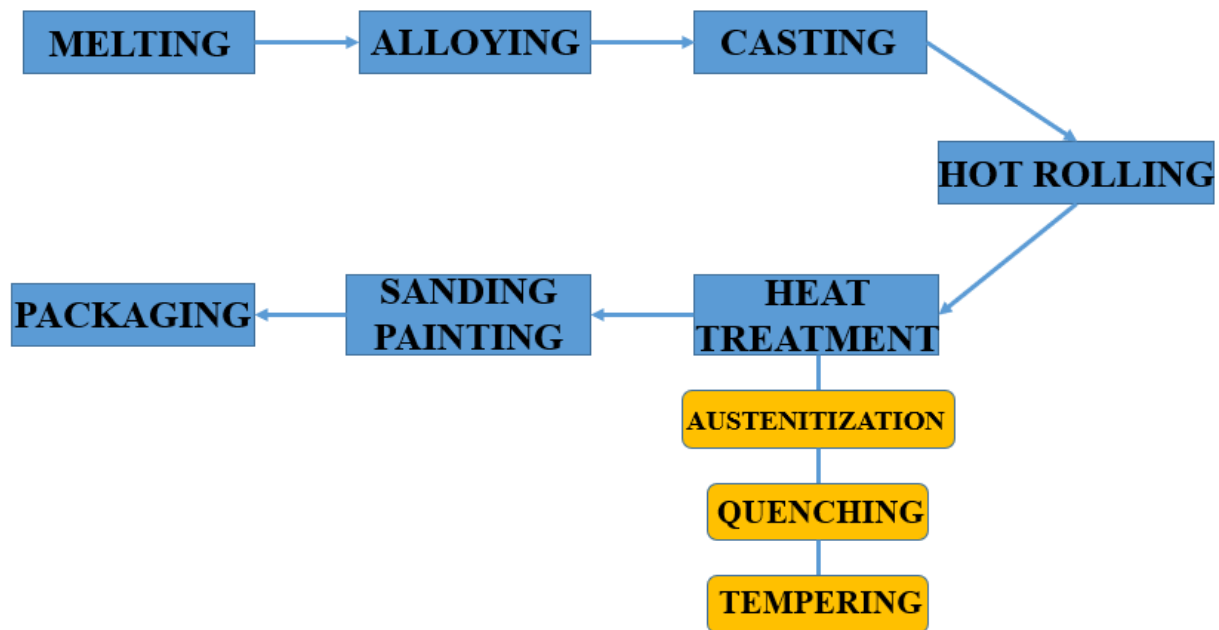 MELTING
ALLOYING
CASTING
HOT ROLLING
HEAT
TREATMENT
SANDING
PAINTING
PACKAGING
AUSTENITIZATION
QUENCHING
TEMPERING